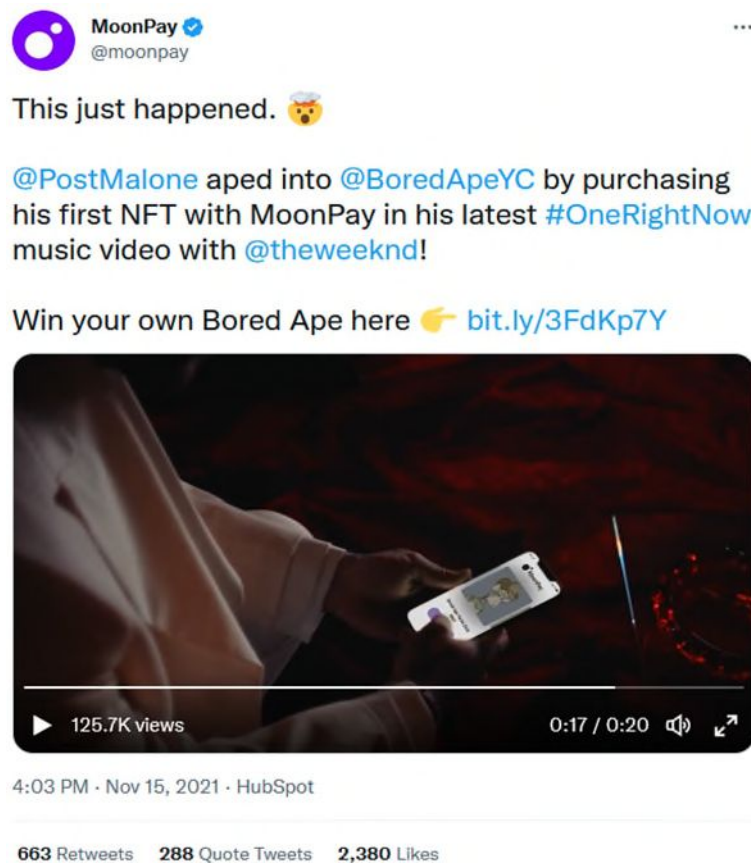 MoonPay
@moonpay
This just happened. 🤯
@PostMalone aped into @BoredApeYC by purchasing
his first NFT with MoonPay in his latest #OneRightNow
music video with @theweeknd!
Win your own Bored Ape here 👉 bit.ly/3FdKp7Y
MoonPay
125.7K views
0:17 / 0:20
4:03 PM · Nov 15, 2021 · HubSpot
663 Retweets 288 Quote Tweets 2,380 Likes